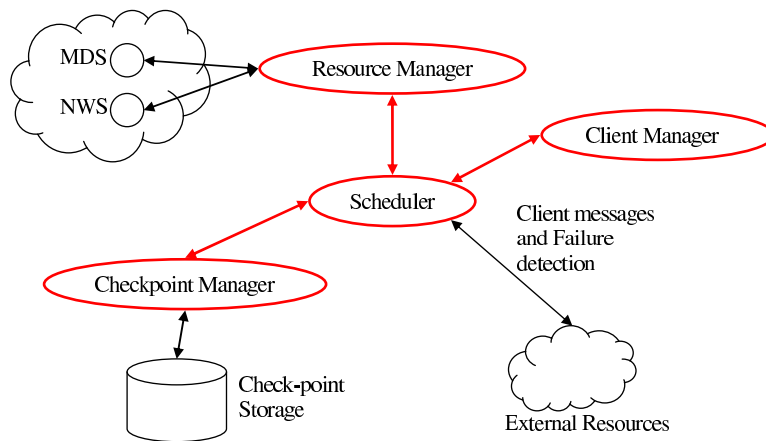 MDS
Resource Manager
NWS
Client Manager
Scheduler
Client messages
and Failure
detection
Checkpoint Manager
Check-point
Storage
External Resources